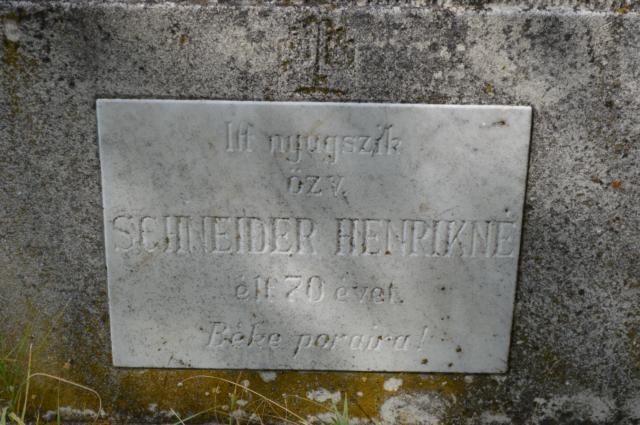 Itt nyugszik
özv.
SCHNEIDER HENRIKNÉ
élt 70 évet.
Béke poraira!